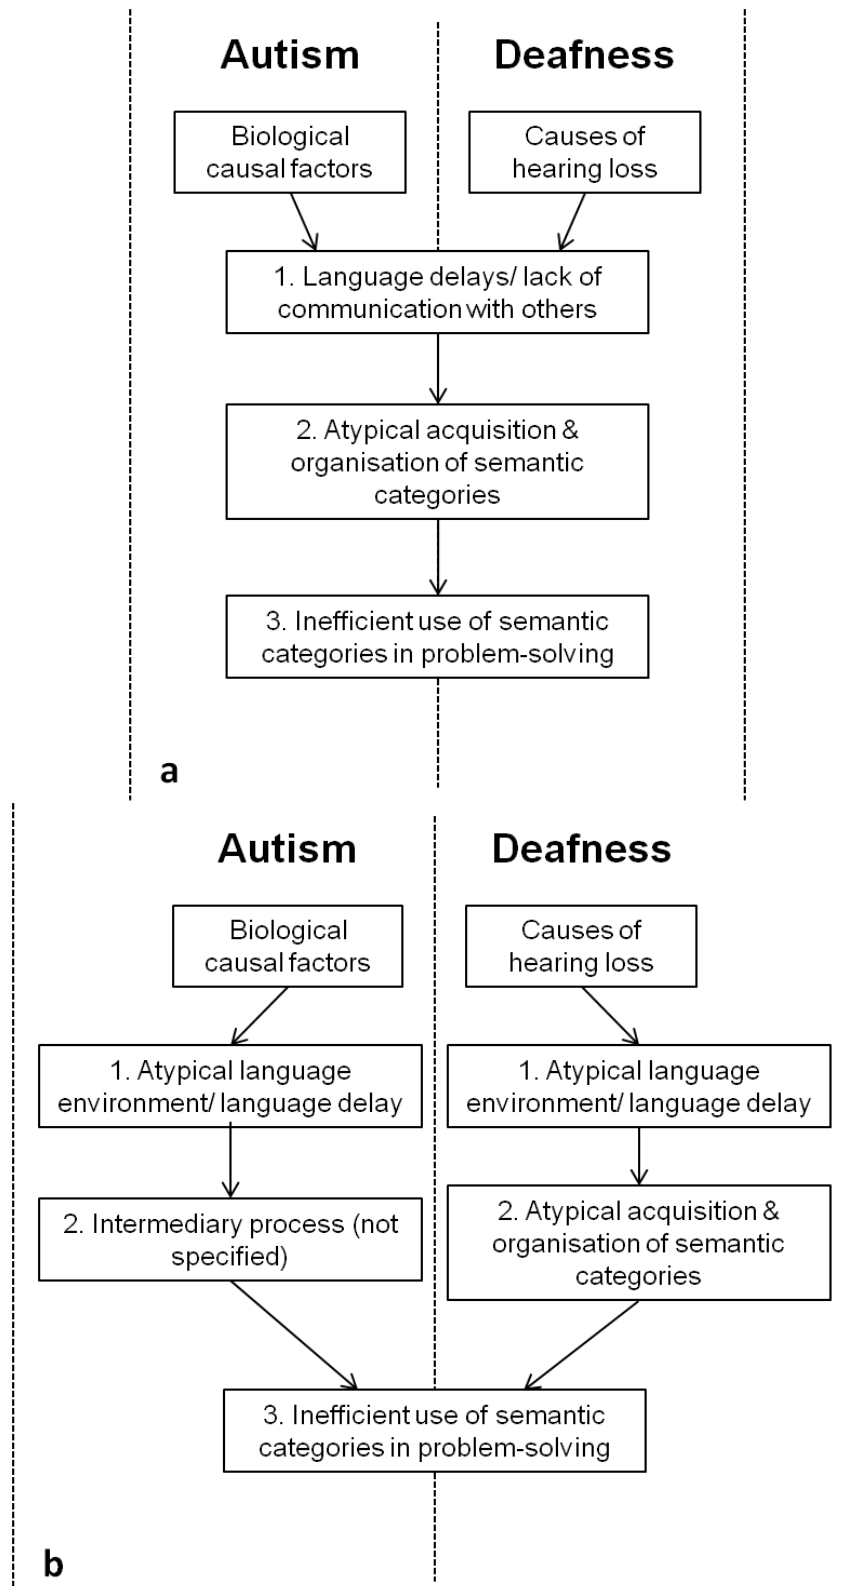 Autism
Deafness
Biological
causal factors
Causes of
hearing loss
1. Language delays/ lack of
communication with others
2. Atypical acquisition &
organisation of semantic
categories
3. Inefficient use of semantic
categories in problem-solving
a
Autism
Deafness
Biological
causal factors
Causes of
hearing loss
1. Atypical language
environment/ language delay
1. Atypical language
environment/ language delay
2. Intermediary process (not
specified)
2. Atypical acquisition &
organisation of semantic
categories
3. Inefficient use of semantic
categories in problem-solving
b